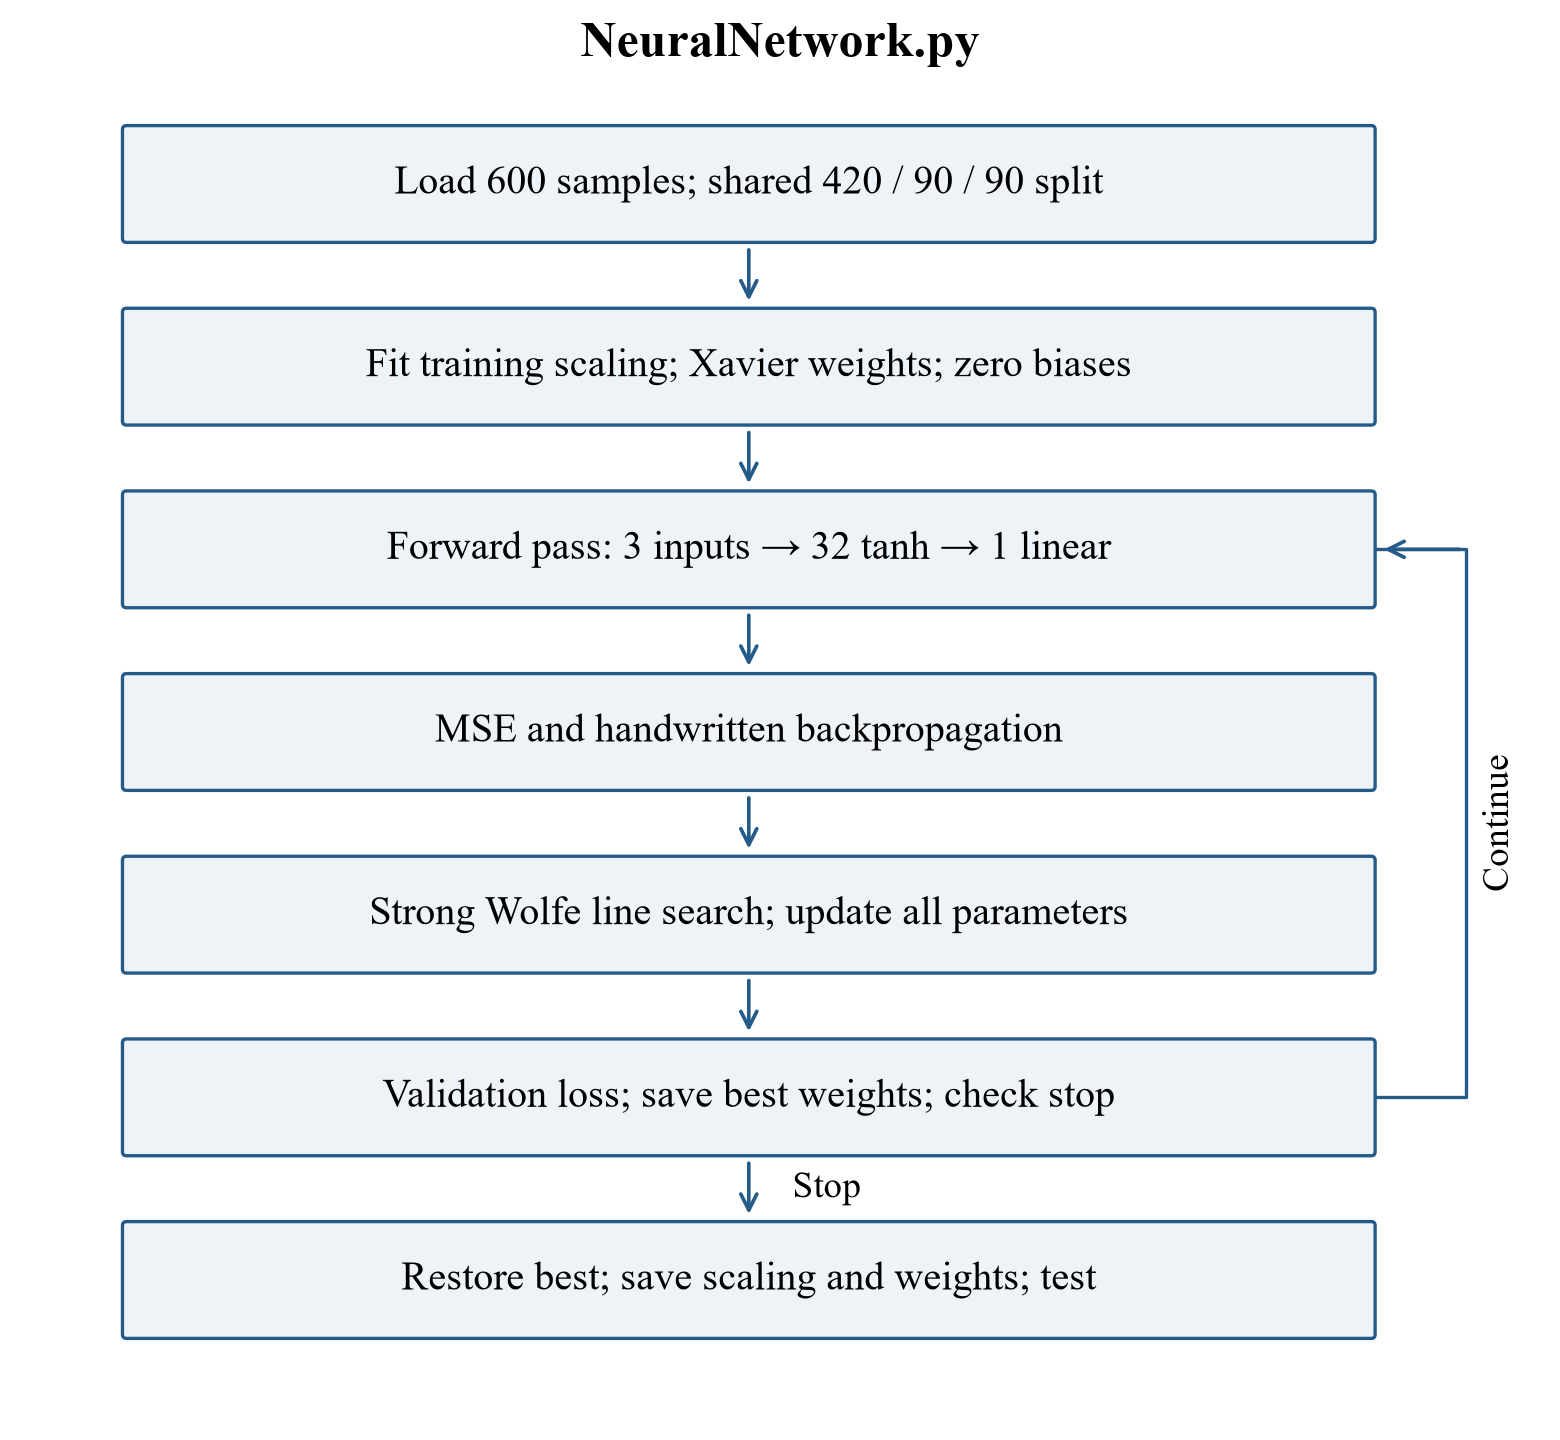 NeuralNetwork.py
Load 600 samples; shared 420 / 90 / 90 split
Fit training scaling; Xavier weights; zero biases
Forward pass: 3 inputs → 32 tanh → 1 linear
MSE and handwritten backpropagation
Continue
Strong Wolfe line search; update all parameters
Validation loss; save best weights; check stop
Stop
Restore best; save scaling and weights; test